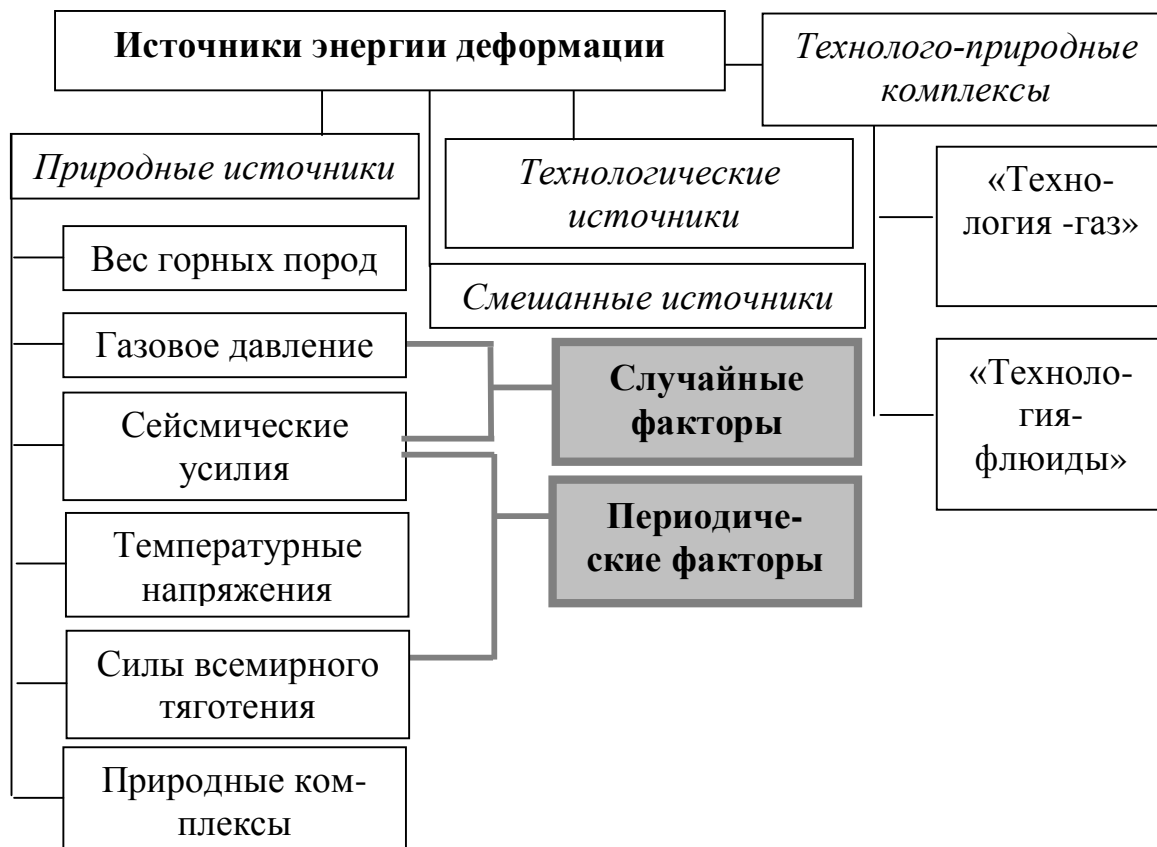 Источники энергии деформации
Технолого-природные
комплексы
Природные источники
Технологические
источники
Смешанные источники
Вес горных пород
Газовое давление
Сейсмические
усилия
Температурные
напряжения
Силы всемирного
тяготения
Природные ком-
плексы
Случайные
факторы
Периодиче-
ские факторы
«Техно-
логия -газ»
«Техноло-
гия-
флюиды»